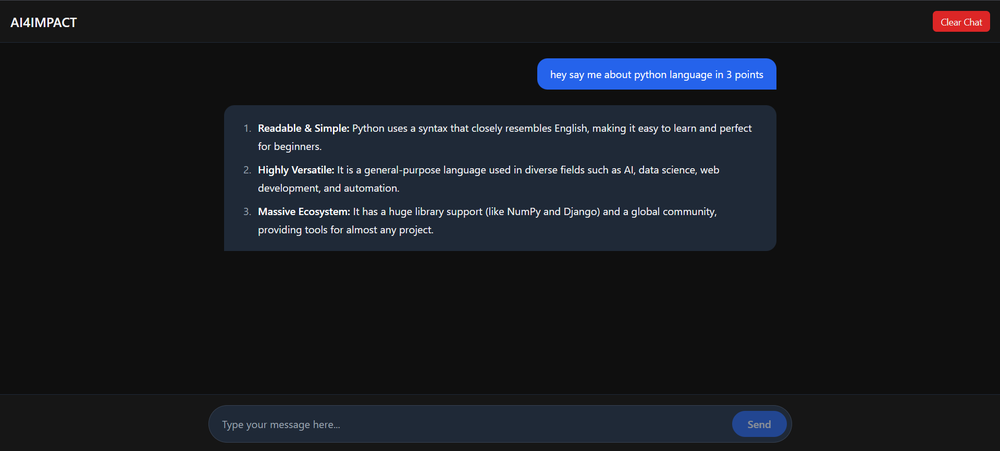 AI4IMPACT
Clear Chat
hey say me about python language in 3 points
1. Readable & Simple: Python uses a syntax that closely resembles English, making it easy to learn and perfect
for beginners.
2. Highly Versatile: It is a general-purpose language used in diverse fields such as AI, data science, web
development, and automation.
3. Massive Ecosystem: It has a huge library support (like NumPy and Django) and a global community,
providing tools for almost any project.
Type your message here...
Send